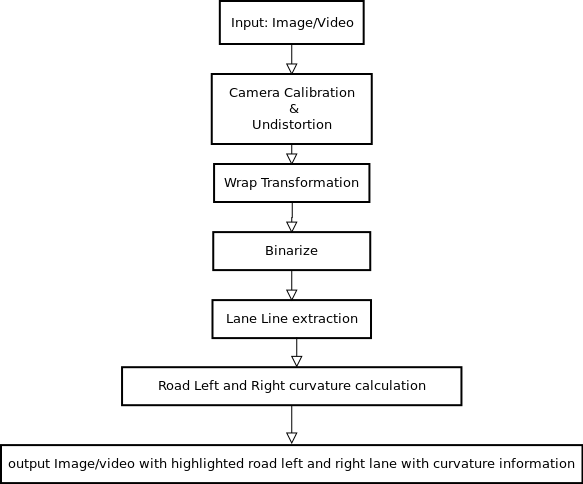 Input: Image/Video
Camera Calibration
&
Undistortion
Wrap Transformation
Binarize
Lane Line extraction
Road Left and Right curvature calculation
output Image/video with highlighted road left and right lane with curvature information